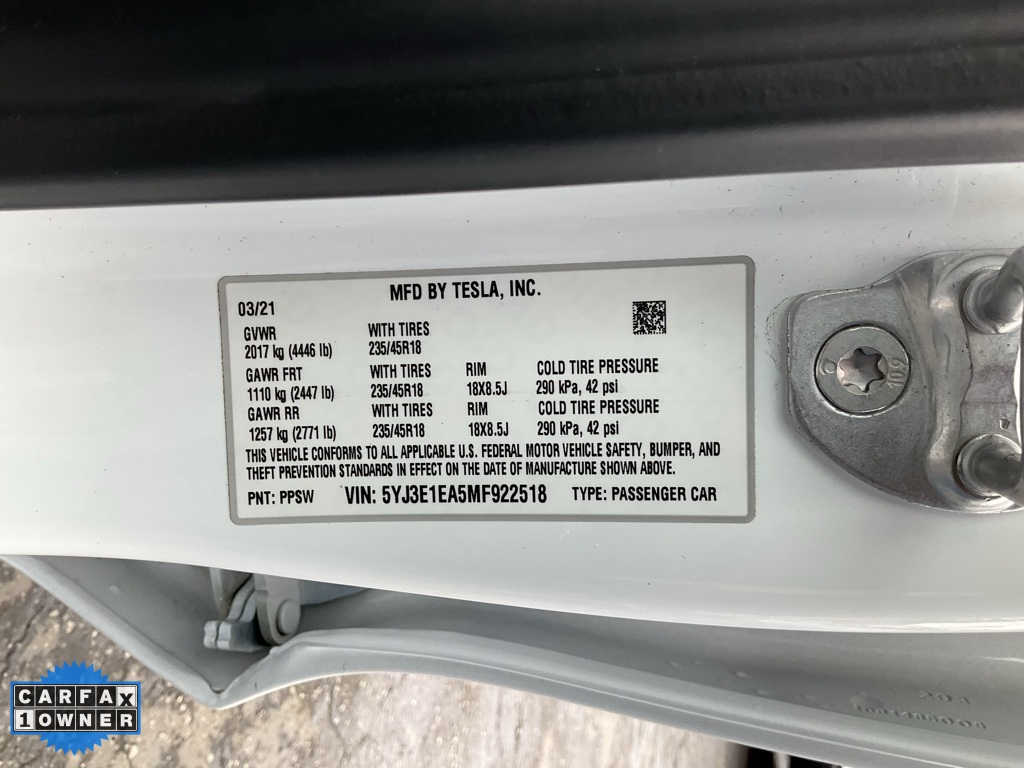 MFD BY TESLA, INC.
03/21
GVWR WITH TIRES
2017 kg (4446 lb) 235/45R18
GAWR FRT WITH TIRES RIM COLD TIRE PRESSURE
1110 kg (2447 lb) 235/45R18 18X8.5J 290 kPa, 42 psi
GAWR RR WITH TIRES RIM COLD TIRE PRESSURE
1257 kg (2771 lb) 235/45R18 18X8.5J 290 kPa, 42 psi
THIS VEHICLE CONFORMS TO ALL APPLICABLE U.S. FEDERAL MOTOR VEHICLE SAFETY, BUMPER, AND
THEFT PREVENTION STANDARDS IN EFFECT ON THE DATE OF MANUFACTURE SHOWN ABOVE.
PNT: PPSW VIN: 5YJ3E1EA5MF922518 TYPE: PASSENGER CAR
CARFAX
1 OWNER